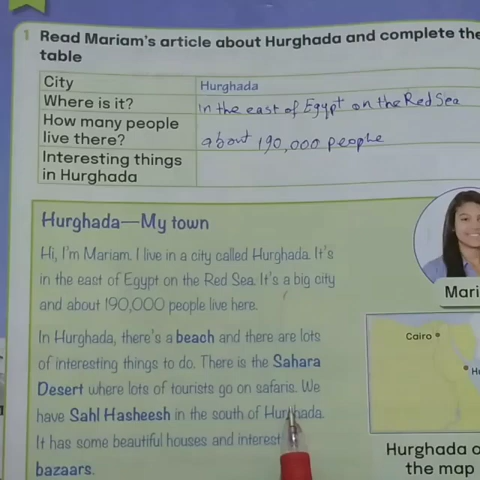 1 Read Mariam's article about Hurghada and complete the
table
City
Hurghada
Where is it?
in the east of Egypt on the Red Sea
How many people
live there?
about 190,000 people
Interesting things
in Hurghada
Hurghada—My town
Hi, I'm Mariam. I live in a city called Hurghada. It's
in the east of Egypt on the Red Sea. It's a big city
and about 190,000 people live here.
In Hurghada, there's a beach and there are lots
of interesting things to do. There is the Sahara
Desert where lots of tourists go on safaris. We
have Sahl Hasheesh in the south of Hurghada.
It has some beautiful houses and interest
bazaars.
Mari
Cairo
H
Hurghada o
the map